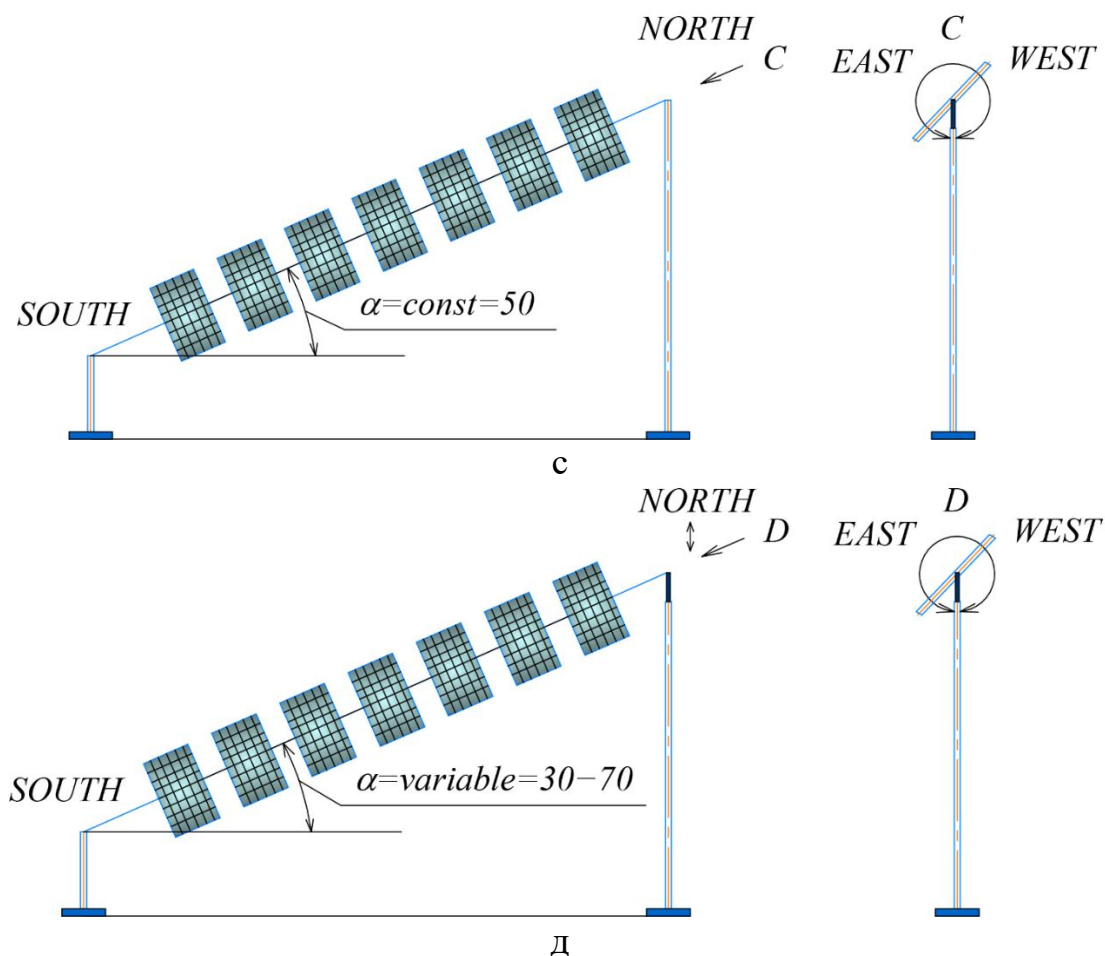 NORTH
C
C
EAST
WEST
SOUTH
α=const=50
с
NORTH
D
D
EAST
WEST
SOUTH
α=variable=30−70
д